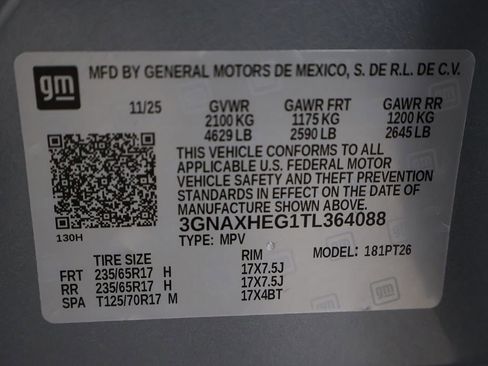 gm MFD BY GENERAL MOTORS DE MEXICO, S. DE R.L. DE C.V.
11/25 GVWR GAWR FRT GAWR RR
2100 KG 1175 KG 1200 KG
4629 LB 2590 LB 2645 LB
THIS VEHICLE CONFORMS TO ALL
APPLICABLE U.S. FEDERAL MOTOR
VEHICLE SAFETY AND THEFT PREVENTION
STANDARDS IN EFFECT ON THE DATE OF
MANUFACTURE SHOWN ABOVE.
3GNAXHEG1TL364088
130H TYPE: MPV
TIRE SIZE RIM MODEL: 181PT26
FRT 235/65R17 H 17X7.5J
RR 235/65R17 H 17X7.5J
SPA T125/70R17 M 17X4BT